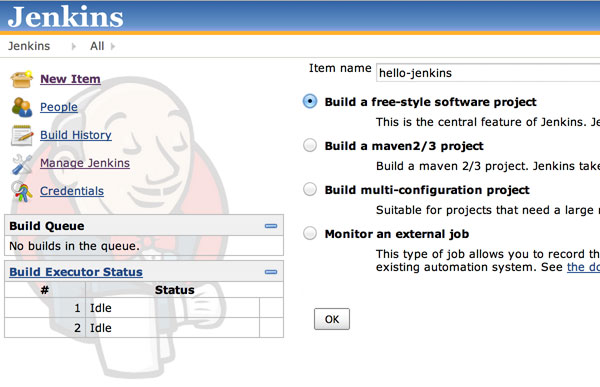 Jenkins
Jenkins All
New Item
People
Build History
Manage Jenkins
Credentials
Build Queue
No builds in the queue.
Build Executor Status
# Status
1 Idle
2 Idle
Item name hello-jenkins
Build a free-style software project
This is the central feature of Jenkins.
Build a maven2/3 project
Build a maven 2/3 project. Jenkins
Build multi-configuration project
Suitable for projects that need a large
Monitor an external job
This type of job allows you to record
existing automation system. See the
OK